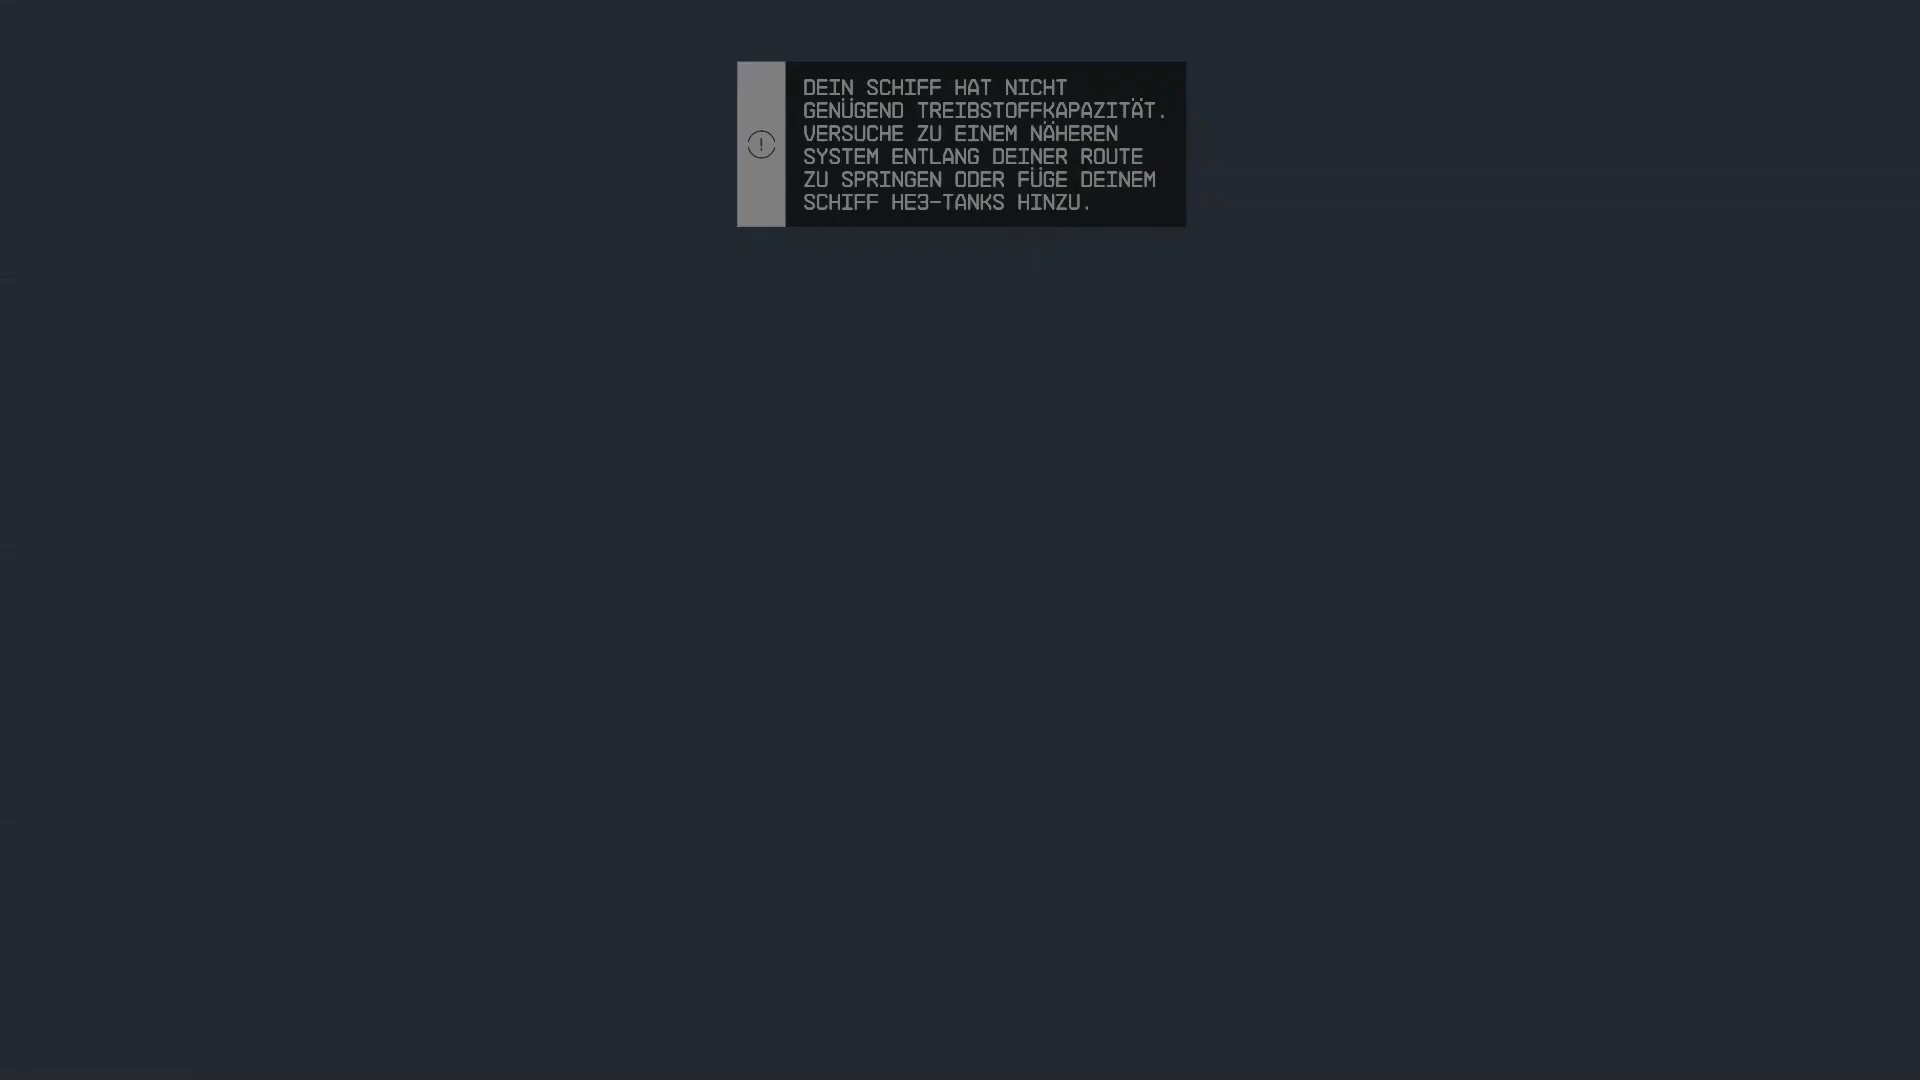 DEIN SCHIFF HAT NICHT
GENÜGEND TREIBSTOFFKAPAZITÄT.
VERSUCHE ZU EINEM NÄHEREN
SYSTEM ENTLANG DEINER ROUTE
ZU SPRINGEN ODER FÜGE DEINEM
SCHIFF HE3-TANKS HINZU.